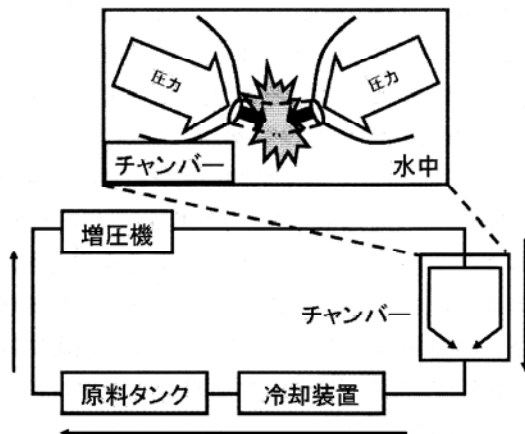 圧力
圧力
チャンバー
水中
増圧機
チャンバー
原料タンク
冷却装置